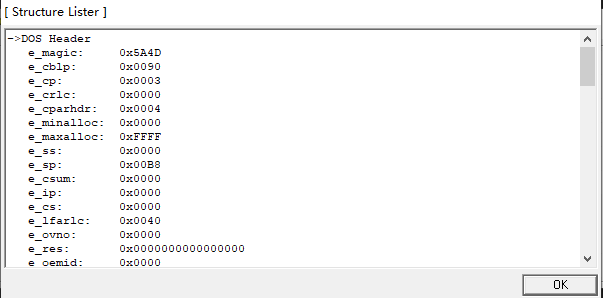 [ Structure Lister ]
->DOS Header
e_magic: 0x5A4D
e_cblp: 0x0090
e_cp: 0x0003
e_crlc: 0x0000
e_cparhdr: 0x0004
e_minalloc: 0x0000
e_maxalloc: 0xFFFF
e_ss: 0x0000
e_sp: 0x00B8
e_csum: 0x0000
e_ip: 0x0000
e_cs: 0x0000
e_lfarlc: 0x0040
e_ovno: 0x0000
e_res: 0x0000000000000000
e_oemid: 0x0000
OK